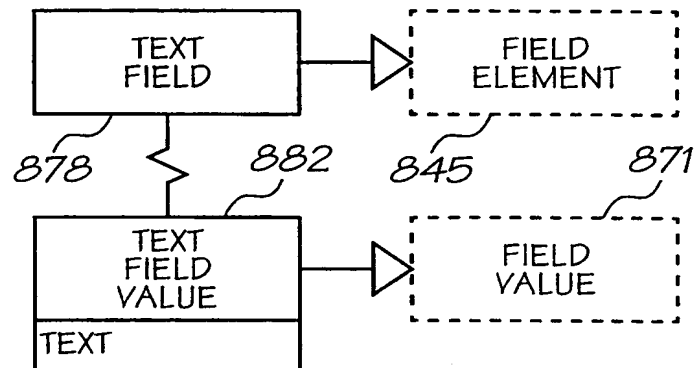 TEXT
FIELD
FIELD
ELEMENT
878
882
845
871
TEXT
FIELD
VALUE
FIELD
VALUE
TEXT